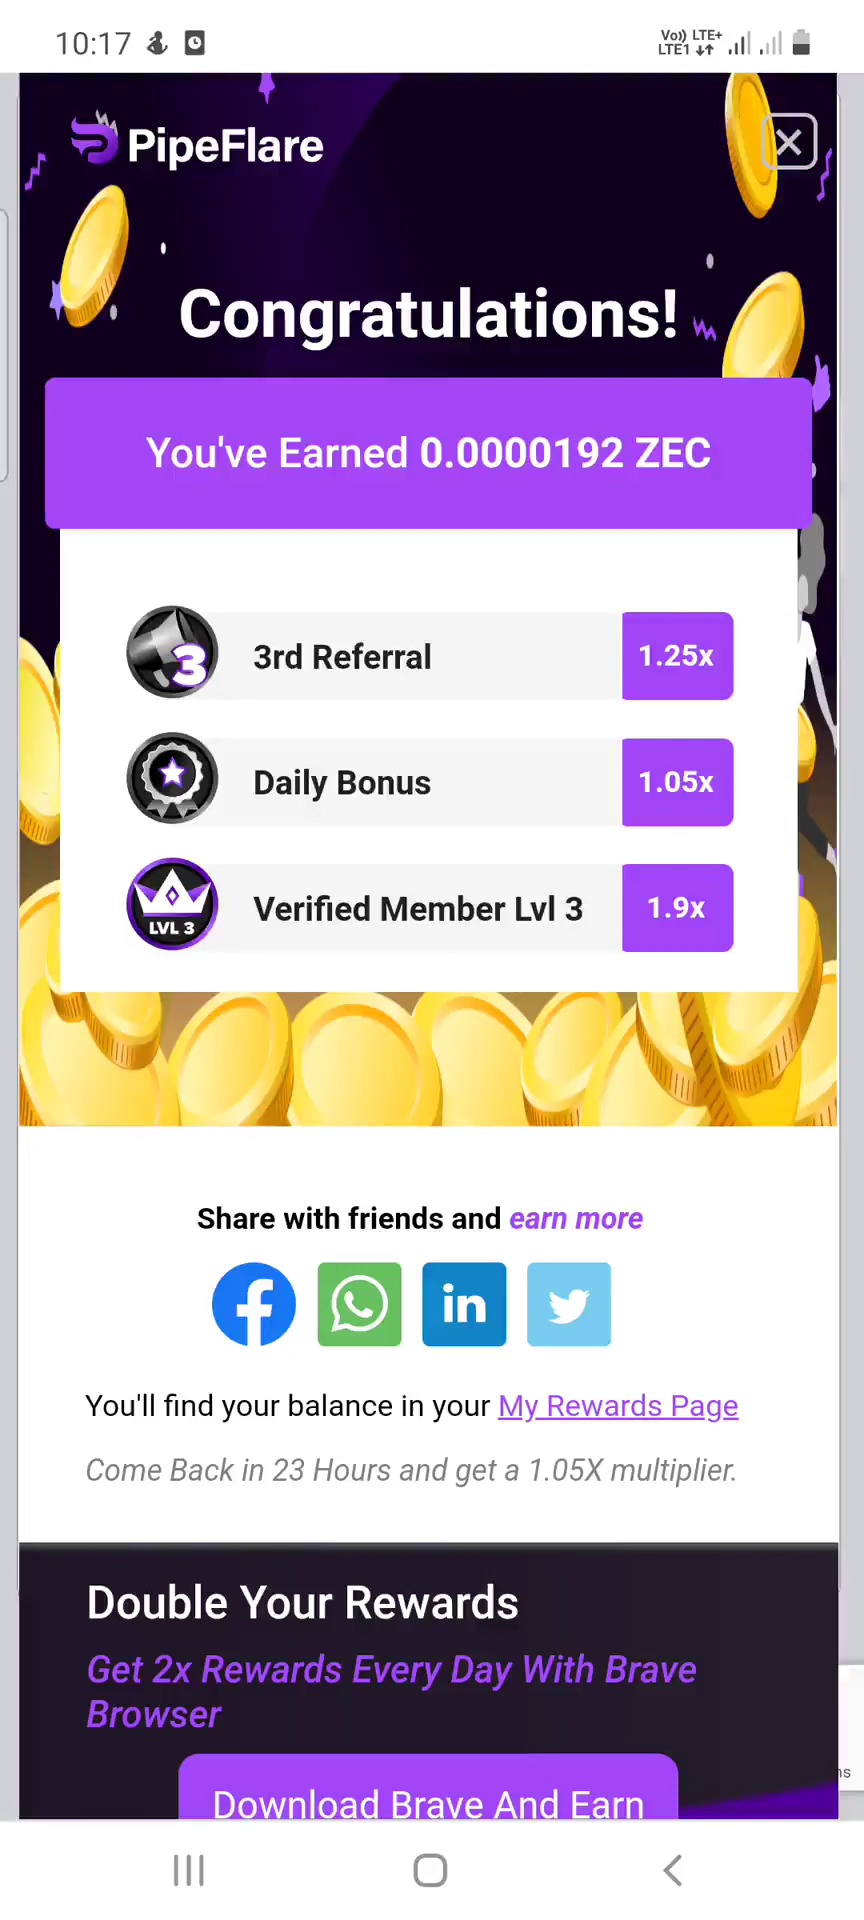 10:17
Vo)) LTE+
LTE1
PipeFlare
Congratulations!
You've Earned 0.0000192 ZEC
3
3rd Referral
1.25x
Daily Bonus
1.05x
LVL 3
Verified Member Lvl 3
1.9x
Share with friends and earn more
in
You'll find your balance in your My Rewards Page
Come Back in 23 Hours and get a 1.05X multiplier.
Double Your Rewards
Get 2x Rewards Every Day With Brave
Browser
Download Brave And Earn